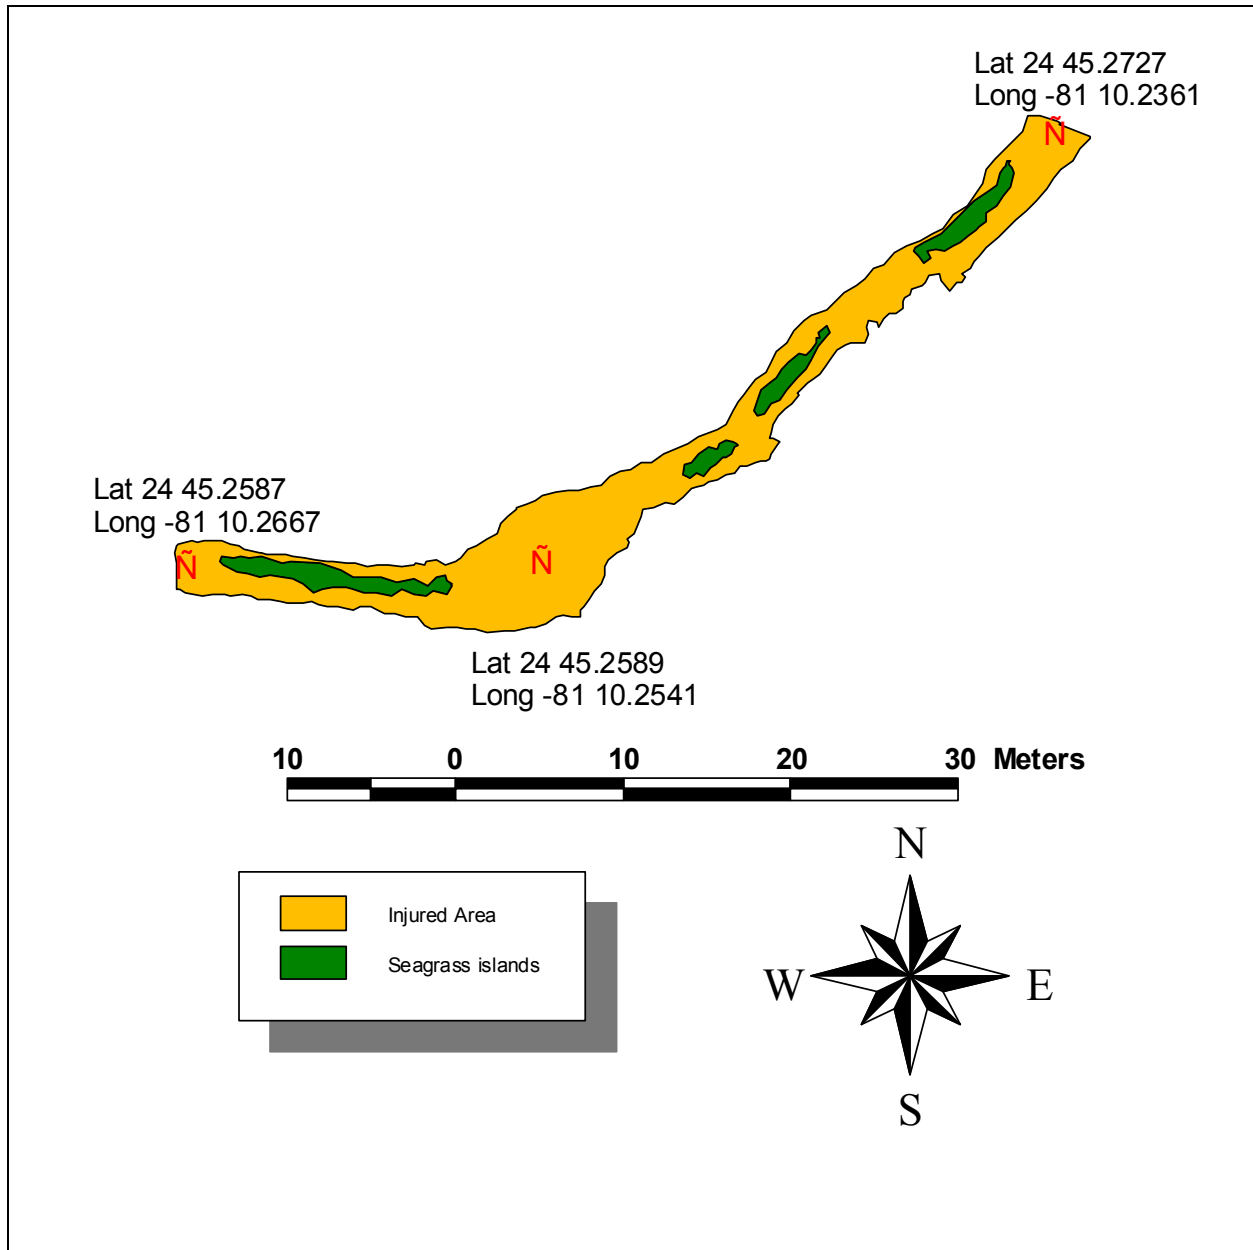 Lat 24 45.2727
Long -81 10.2361
Ñ
Lat 24 45.2587
Long -81 10.2667
Ñ
Ñ
Lat 24 45.2589
Long -81 10.2541
10 0 10 20 30 Meters
Injured Area
Seagrass islands
N
W E
S